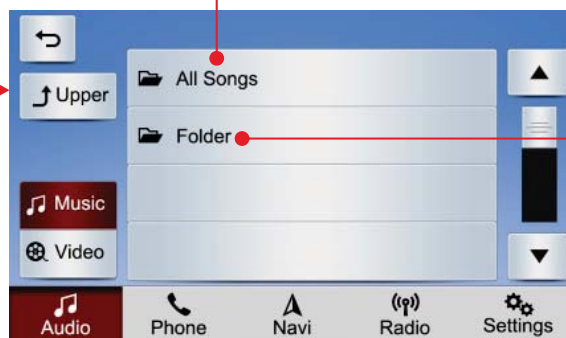 Upper
All Songs
Folder
Music
Video
Audio
Phone
Navi
Radio
Settings